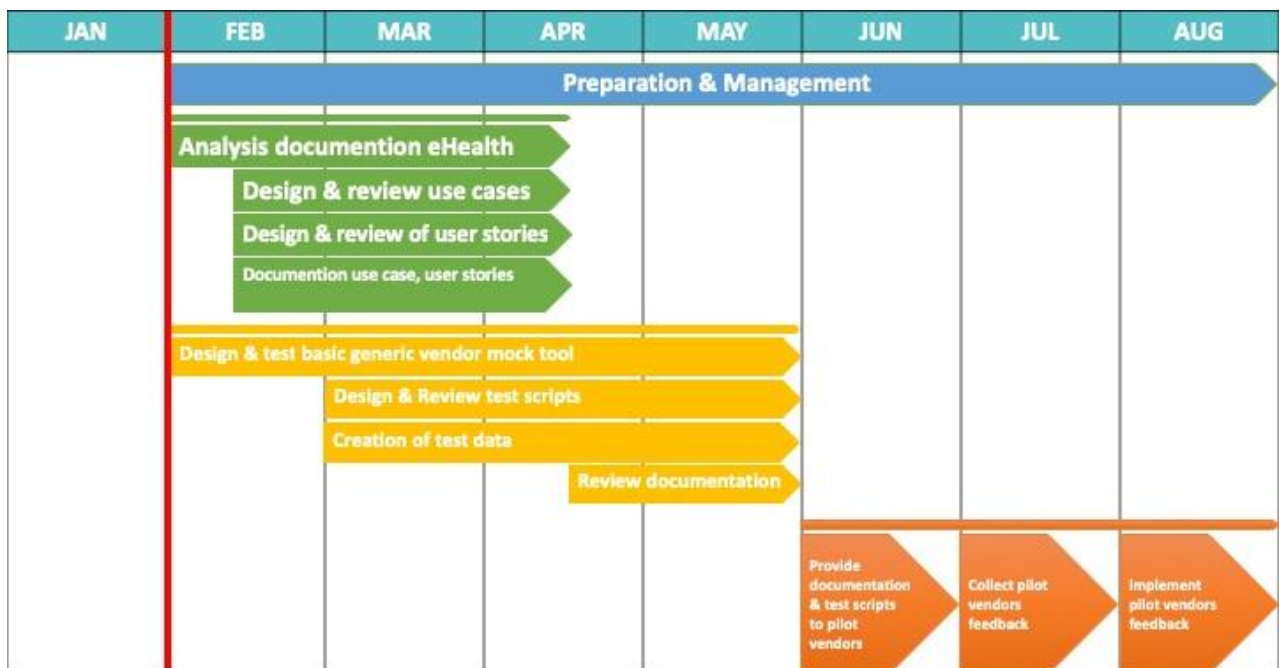 JAN FEB MAR APR MAY JUN JUL AUG
Preparation & Management
Analysis documention eHealth
Design & review use cases
Design & review of user stories
Documention use case, user stories
Design & test basic generic vendor mock tool
Design & Review test scripts
Creation of test data
Review documentation
Provide
documentation
& test scripts
to pilot
vendors
Collect pilot
vendors
feedback
Implement
pilot vendors
feedback